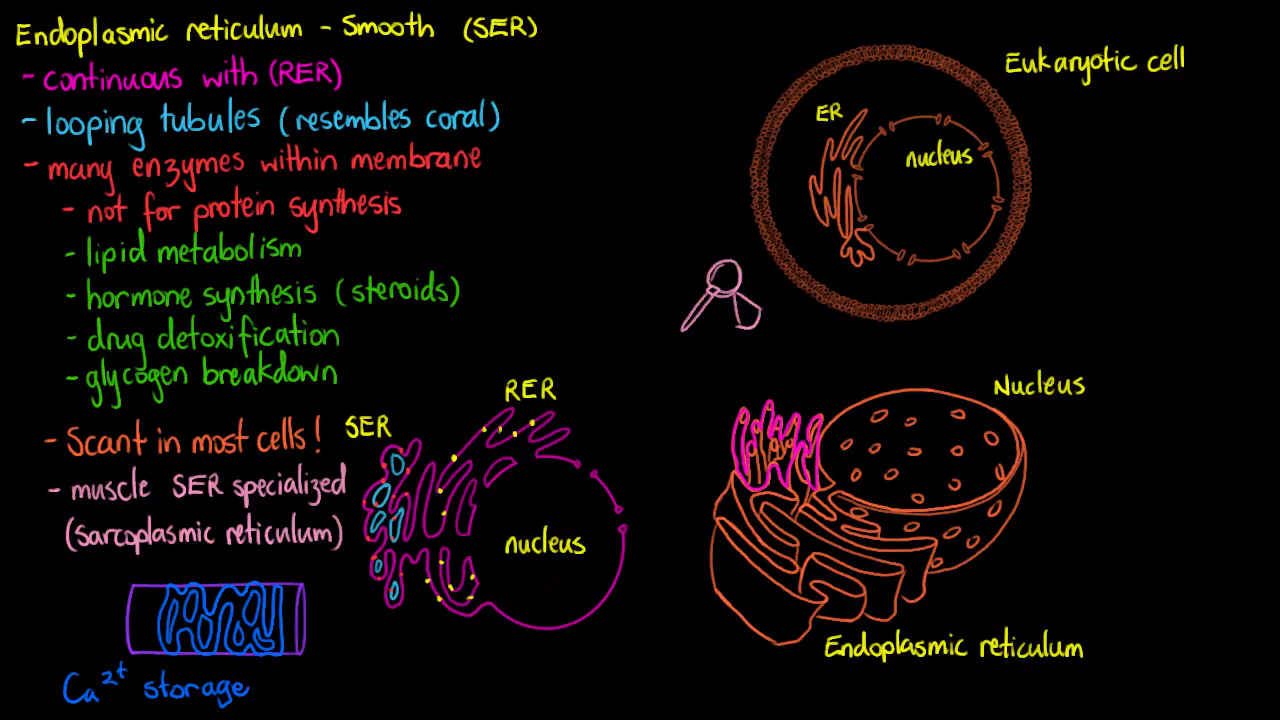 Endoplasmic reticulum - Smooth (SER)
- continuous with (RER)
- looping tubules (resembles coral)
- many enzymes within membrane
- not for protein synthesis
- lipid metabolism
- hormone synthesis (steroids)
- drug detoxification
- glycogen breakdown
- Scant in most cells!
- muscle SER specialized
(sarcoplasmic reticulum)
Ca2+ storage
SER
RER
nucleus
Eukaryotic cell
ER
nucleus
Nucleus
Endoplasmic reticulum